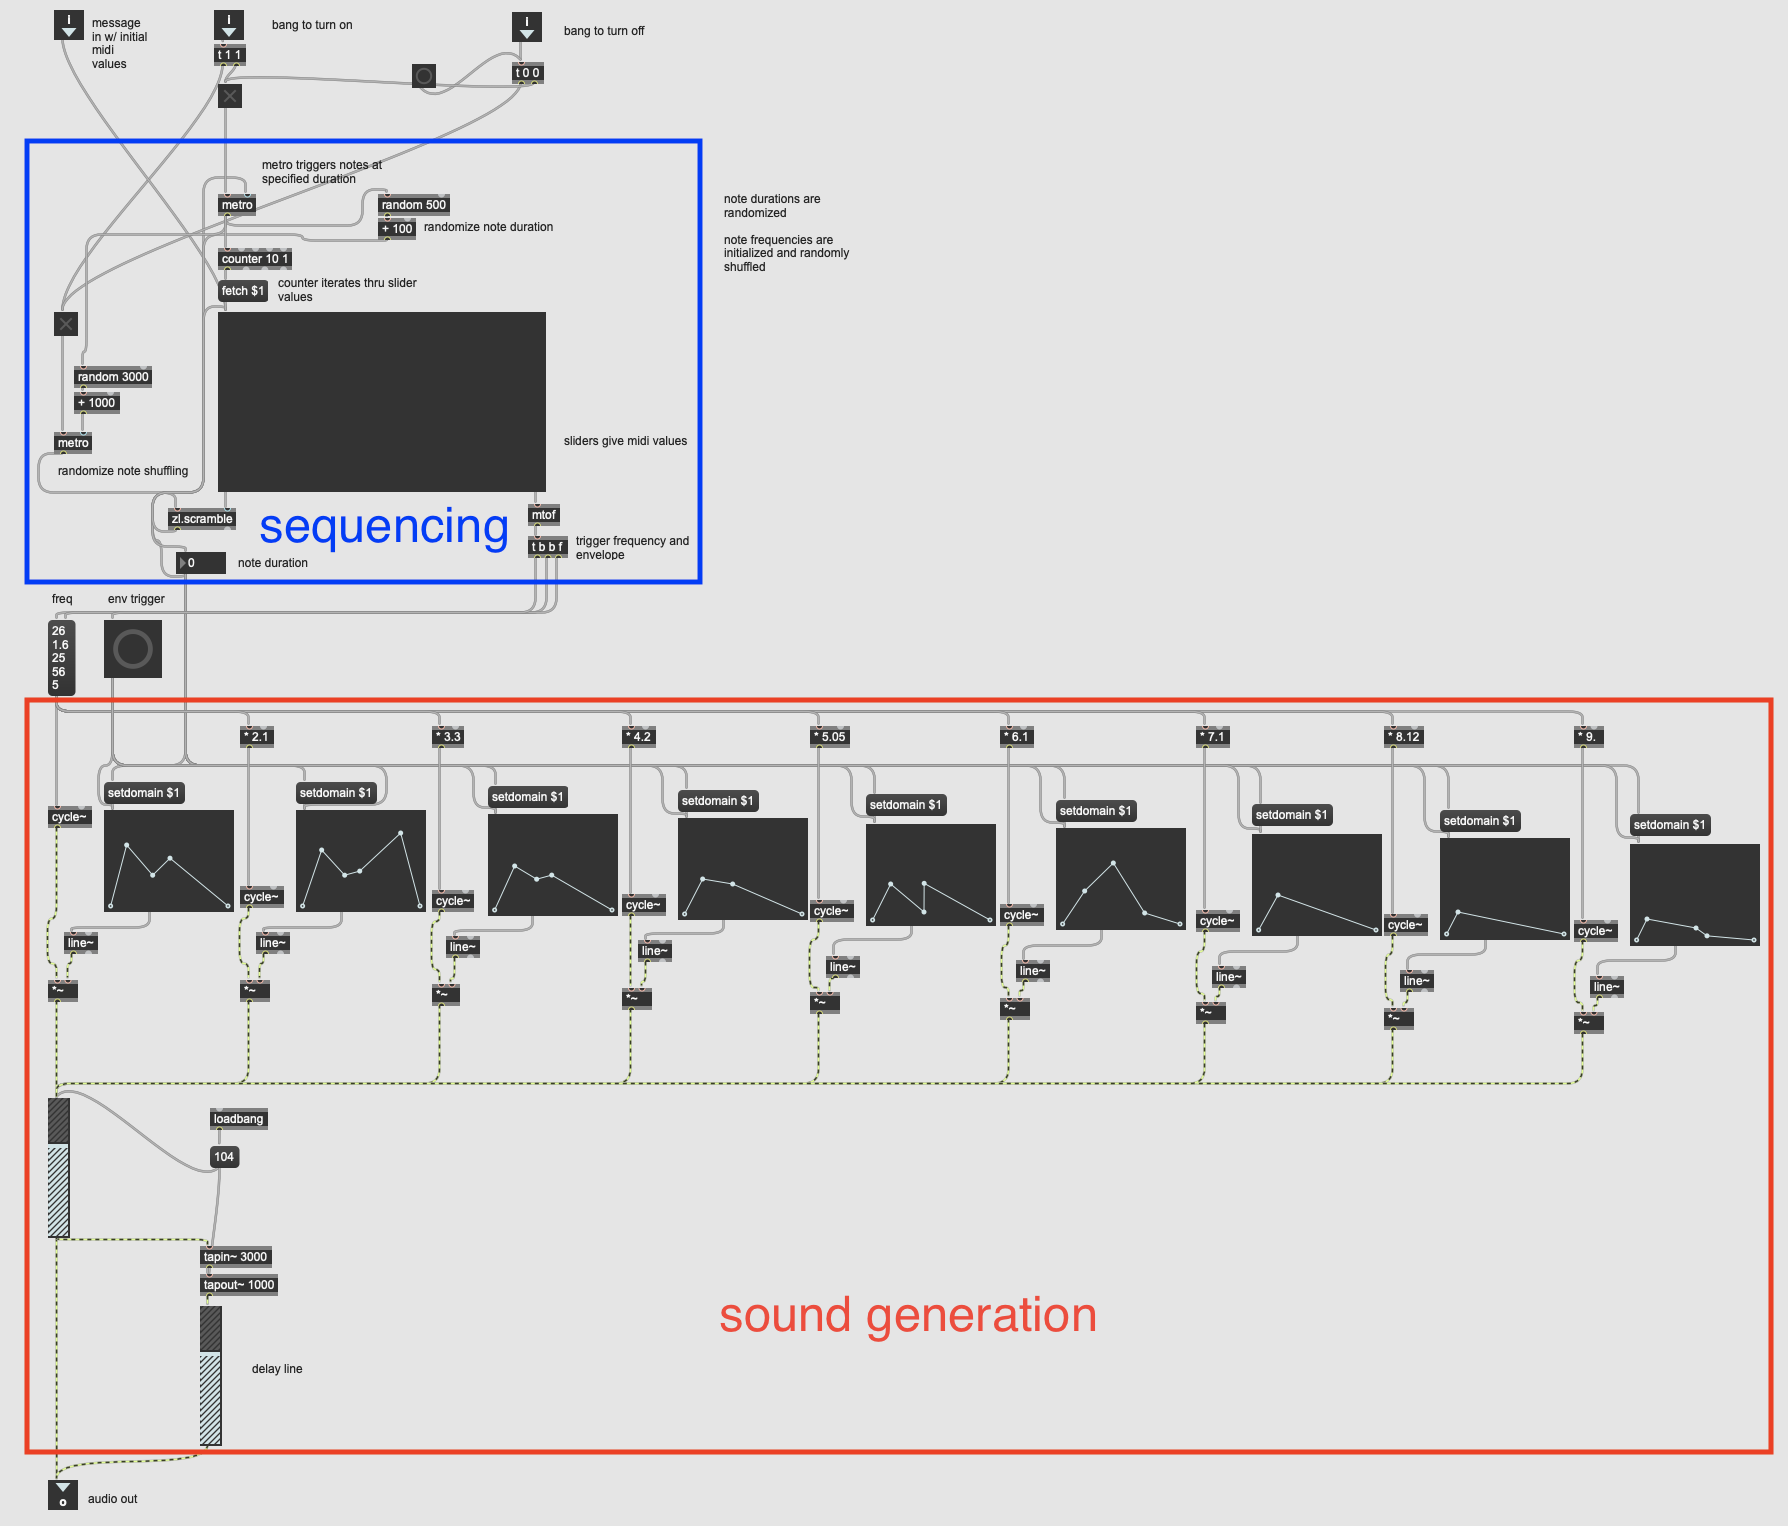 i
message
in w/ initial
midi
values
i
bang to turn on
t 1 1
i
bang to turn off
t 0 0
metro triggers notes at
specified duration
metro
random 500
+ 100
randomize note duration
counter 10 1
fetch $1
counter iterates thru slider
values
note durations are
randomized
note frequencies are
initialized and randomly
shuffled
random 3000
+ 1000
metro
randomize note shuffling
sliders give midi values
zl.scramble
sequencing
mtof
t b b f
trigger frequency and
envelope
0
note duration
freq
env trigger
26
1.6
25
56
5
* 2.1
* 3.3
* 4.2
* 5.05
* 6.1
* 7.1
* 8.12
* 9.
setdomain $1
setdomain $1
setdomain $1
setdomain $1
setdomain $1
setdomain $1
setdomain $1
setdomain $1
setdomain $1
cycle~
cycle~
cycle~
cycle~
cycle~
cycle~
cycle~
cycle~
cycle~
line~
line~
line~
line~
line~
line~
line~
line~
line~
*~
*~
*~
*~
*~
*~
*~
*~
*~
loadbang
104
tapin~ 3000
tapout~ 1000
sound generation
delay line
o
audio out